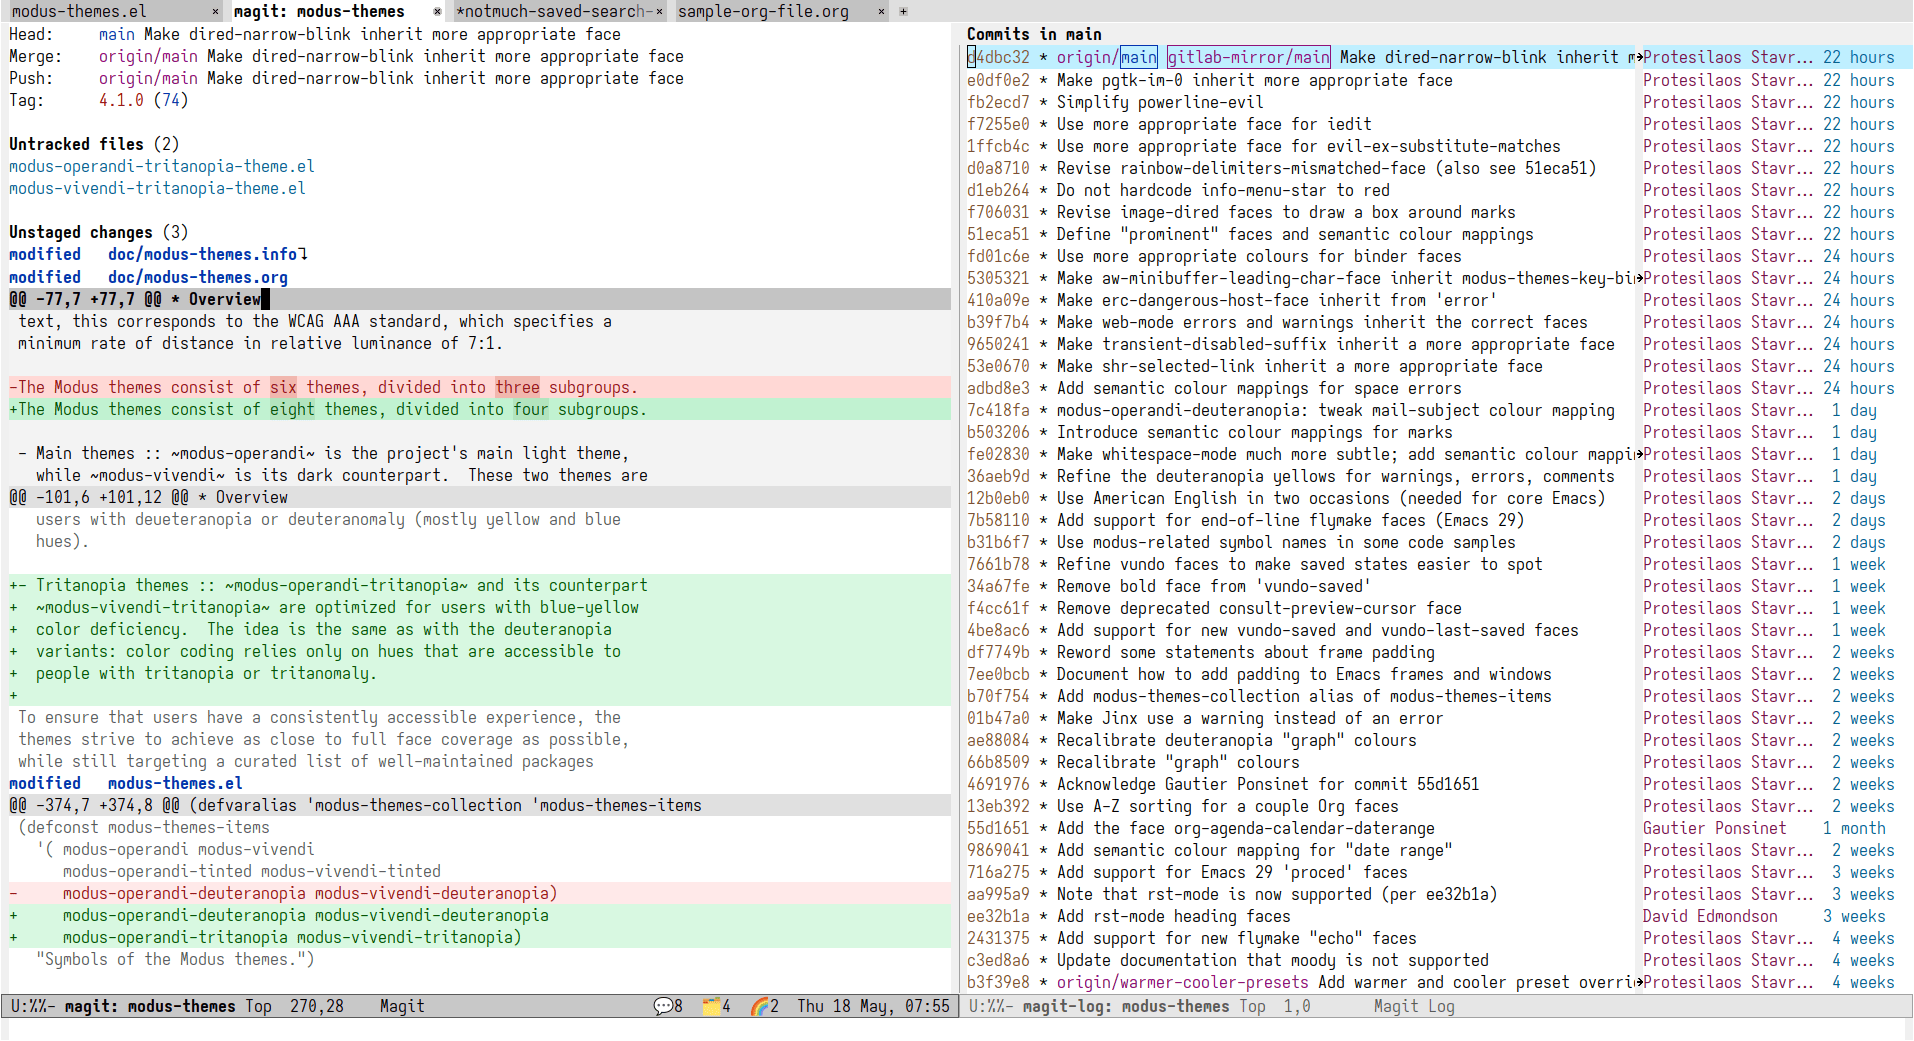 modus-themes.el × magit: modus-themes × *notmuch-saved-search- × sample-org-file.org × +
Head:     main Make dired-narrow-blink inherit more appropriate face
Merge:    origin/main Make dired-narrow-blink inherit more appropriate face
Push:     origin/main Make dired-narrow-blink inherit more appropriate face
Tag:      4.1.0 (74)
Untracked files (2)
modus-operandi-tritanopia-theme.el
modus-vivendi-tritanopia-theme.el
Unstaged changes (3)
modified   doc/modus-themes.info
modified   doc/modus-themes.org
@@ -77,7 +77,7 @@ * Overview
 text, this corresponds to the WCAG AAA standard, which specifies a
 minimum rate of distance in relative luminance of 7:1.
-The Modus themes consist of six themes, divided into three subgroups.
+The Modus themes consist of eight themes, divided into four subgroups.
 - Main themes :: ~modus-operandi~ is the project's main light theme,
   while ~modus-vivendi~ is its dark counterpart.  These two themes are
@@ -101,6 +101,12 @@ * Overview
   users with deueteranopia or deuteranomaly (mostly yellow and blue
   hues).
+- Tritanopia themes :: ~modus-operandi-tritanopia~ and its counterpart
+  ~modus-vivendi-tritanopia~ are optimized for users with blue-yellow
+  color deficiency.  The idea is the same as with the deuteranopia
+  variants: color coding relies only on hues that are accessible to
+  people with tritanopia or tritanomaly.
+
 To ensure that users have a consistently accessible experience, the
 themes strive to achieve as close to full face coverage as possible,
 while still targeting a curated list of well-maintained packages
modified   modus-themes.el
@@ -374,7 +374,8 @@ (defvaralias 'modus-themes-collection 'modus-themes-items
 (defconst modus-themes-items
   '( modus-operandi modus-vivendi
      modus-operandi-tinted modus-vivendi-tinted
-     modus-operandi-deuteranopia modus-vivendi-deuteranopia)
+     modus-operandi-deuteranopia modus-vivendi-deuteranopia
+     modus-operandi-tritanopia modus-vivendi-tritanopia)
   "Symbols of the Modus themes.")
U:%%- magit: modus-themes Top  270,28    Magit 8 4 2 Thu 18 May, 07:55
Commits in main
d4dbc32 * origin/main gitlab-mirror/main Make dired-narrow-blink inherit m Protesilaos Stavr... 22 hours
e0df0e2 * Make pgtk-im-0 inherit more appropriate face Protesilaos Stavr... 22 hours
fb2ecd7 * Simplify powerline-evil Protesilaos Stavr... 22 hours
f7255e0 * Use more appropriate face for iedit Protesilaos Stavr... 22 hours
1ffcb4c * Use more appropriate face for evil-ex-substitute-matches Protesilaos Stavr... 22 hours
d0a8710 * Revise rainbow-delimiters-mismatched-face (also see 51eca51) Protesilaos Stavr... 22 hours
d1eb264 * Do not hardcode info-menu-star to red Protesilaos Stavr... 22 hours
f706031 * Revise image-dired faces to draw a box around marks Protesilaos Stavr... 22 hours
51eca51 * Define "prominent" faces and semantic colour mappings Protesilaos Stavr... 22 hours
fd01c6e * Use more appropriate colours for binder faces Protesilaos Stavr... 24 hours
5305321 * Make aw-minibuffer-leading-char-face inherit modus-themes-key-bin Protesilaos Stavr... 24 hours
410a09e * Make erc-dangerous-host-face inherit from 'error' Protesilaos Stavr... 24 hours
b39f7b4 * Make web-mode errors and warnings inherit the correct faces Protesilaos Stavr... 24 hours
9650241 * Make transient-disabled-suffix inherit a more appropriate face Protesilaos Stavr... 24 hours
53e0670 * Make shr-selected-link inherit a more appropriate face Protesilaos Stavr... 24 hours
adbd8e3 * Add semantic colour mappings for space errors Protesilaos Stavr... 24 hours
7c418fa * modus-operandi-deuteranopia: tweak mail-subject colour mapping Protesilaos Stavr... 1 day
b503206 * Introduce semantic colour mappings for marks Protesilaos Stavr... 1 day
fe02830 * Make whitespace-mode much more subtle; add semantic colour mappin Protesilaos Stavr... 1 day
36aeb9d * Refine the deuteranopia yellows for warnings, errors, comments Protesilaos Stavr... 1 day
12b0eb0 * Use American English in two occasions (needed for core Emacs) Protesilaos Stavr... 2 days
7b58110 * Add support for end-of-line flymake faces (Emacs 29) Protesilaos Stavr... 2 days
b31b6f7 * Use modus-related symbol names in some code samples Protesilaos Stavr... 2 days
7661b78 * Refine vundo faces to make saved states easier to spot Protesilaos Stavr... 1 week
34a67fe * Remove bold face from 'vundo-saved' Protesilaos Stavr... 1 week
f4cc61f * Remove deprecated consult-preview-cursor face Protesilaos Stavr... 1 week
4be8ac6 * Add support for new vundo-saved and vundo-last-saved faces Protesilaos Stavr... 1 week
df7749b * Reword some statements about frame padding Protesilaos Stavr... 2 weeks
7ee0bcb * Document how to add padding to Emacs frames and windows Protesilaos Stavr... 2 weeks
b70f754 * Add modus-themes-collection alias of modus-themes-items Protesilaos Stavr... 2 weeks
01b47a0 * Make Jinx use a warning instead of an error Protesilaos Stavr... 2 weeks
ae88084 * Recalibrate deuteranopia "graph" colours Protesilaos Stavr... 2 weeks
66b8509 * Recalibrate "graph" colours Protesilaos Stavr... 2 weeks
4691976 * Acknowledge Gautier Ponsinet for commit 55d1651 Protesilaos Stavr... 2 weeks
13eb392 * Use A-Z sorting for a couple Org faces Protesilaos Stavr... 2 weeks
55d1651 * Add the face org-agenda-calendar-daterange Gautier Ponsinet 1 month
9869041 * Add semantic colour mapping for "date range" Protesilaos Stavr... 2 weeks
716a275 * Add support for Emacs 29 'proced' faces Protesilaos Stavr... 3 weeks
aa995a9 * Note that rst-mode is now supported (per ee32b1a) Protesilaos Stavr... 3 weeks
ee32b1a * Add rst-mode heading faces David Edmondson 3 weeks
2431375 * Add support for new flymake "echo" faces Protesilaos Stavr... 4 weeks
c3ed8a6 * Update documentation that moody is not supported Protesilaos Stavr... 4 weeks
b3f39e8 * origin/warmer-cooler-presets Add warmer and cooler preset overri Protesilaos Stavr... 4 weeks
U:%%- magit-log: modus-themes Top  1,0       Magit Log